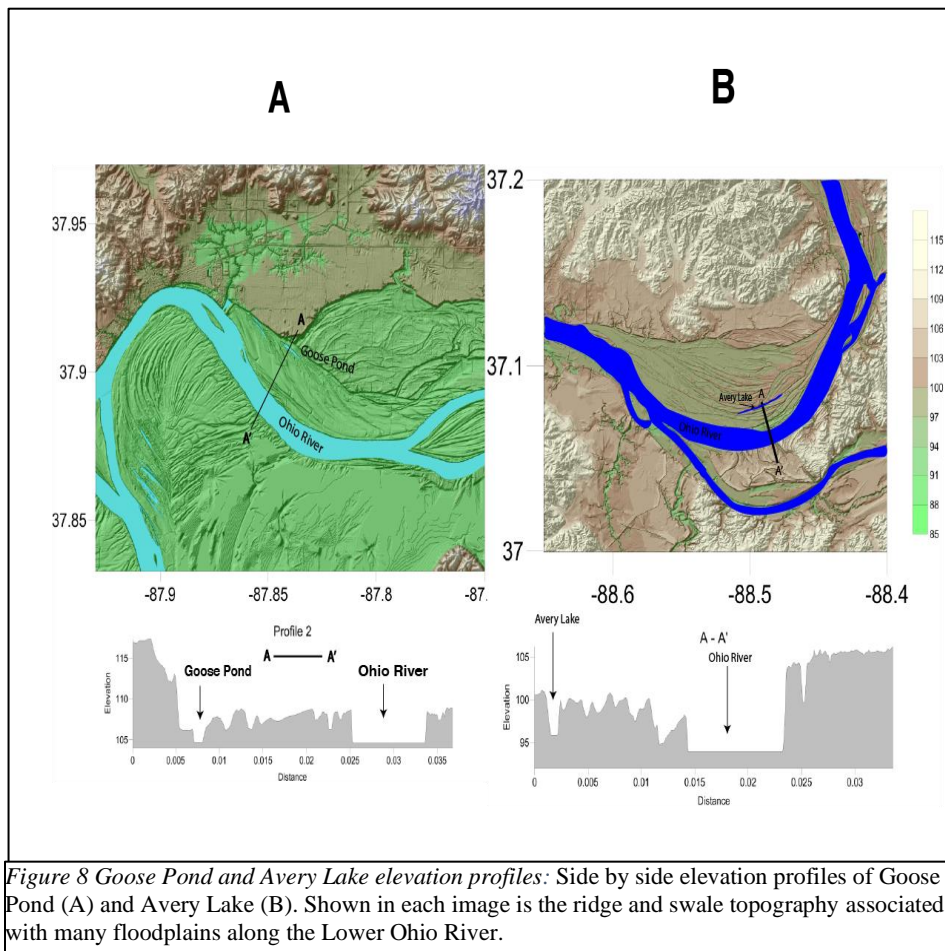 A
B
37.95
37.9
37.85
-87.9
-87.85
-87.8
-87.
A
Goose Pond
A'
Ohio River
37.2
37.1
37
-88.6
-88.5
-88.4
Avery Lake
A
Ohio River
A'
115
112
109
106
103
100
97
94
91
88
85
Profile 2
A A'
Goose Pond
Ohio River
Elevation
115
110
105
0
0.005
0.01
0.015
0.02
0.025
0.03
0.035
Distance
Avery Lake
A - A'
Ohio River
Elevation
105
100
95
0
0.005
0.01
0.015
0.02
0.025
0.03
Distance
Figure 8 Goose Pond and Avery Lake elevation profiles: Side by side elevation profiles of Goose
Pond (A) and Avery Lake (B). Shown in each image is the ridge and swale topography associated
with many floodplains along the Lower Ohio River.